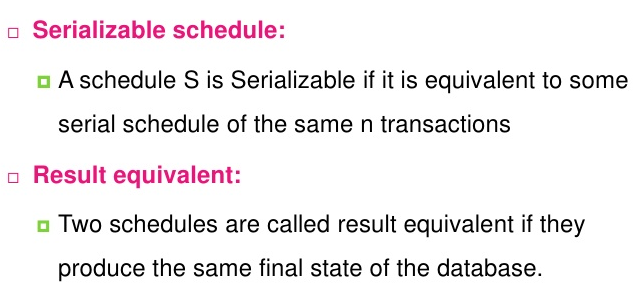 Serializable schedule:
A schedule S is Serializable if it is equivalent to some
serial schedule of the same n transactions
Result equivalent:
Two schedules are called result equivalent if they
produce the same final state of the database.